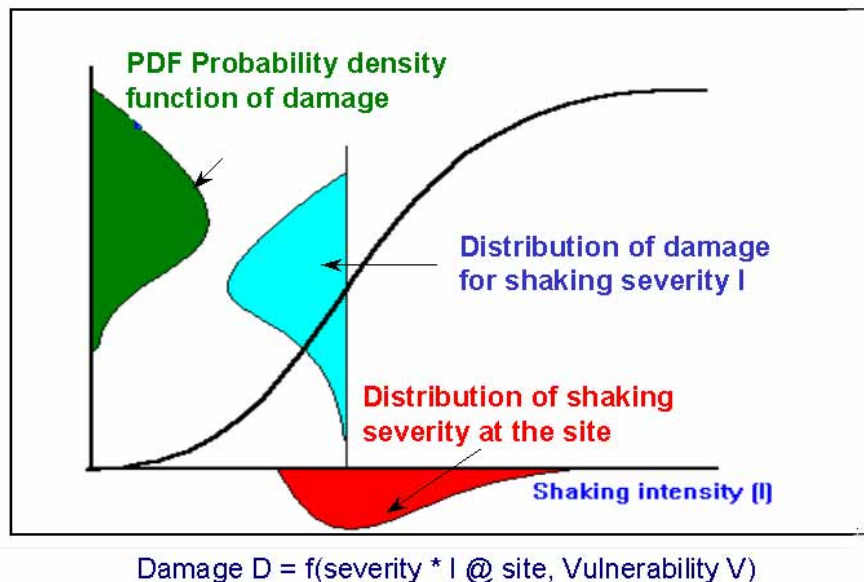 PDF Probability density
function of damage
Distribution of damage
for shaking severity I
Distribution of shaking
severity at the site
Shaking intensity (I)
Damage D = f(severity * I @ site, Vulnerability V)